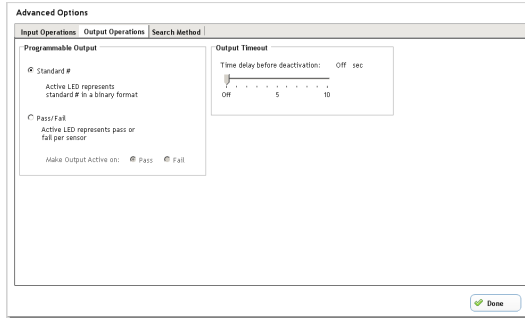 Advanced Options
Input Operations Output Operations Search Method
Programmable Output
Standard #
Active LED represents
standard # in a binary format
Pass/Fail
Active LED represents pass or
fail per sensor
Make Output Active on: Pass Fail
Output Timeout
Time delay before deactivation: Off sec
Off 5 10
Done